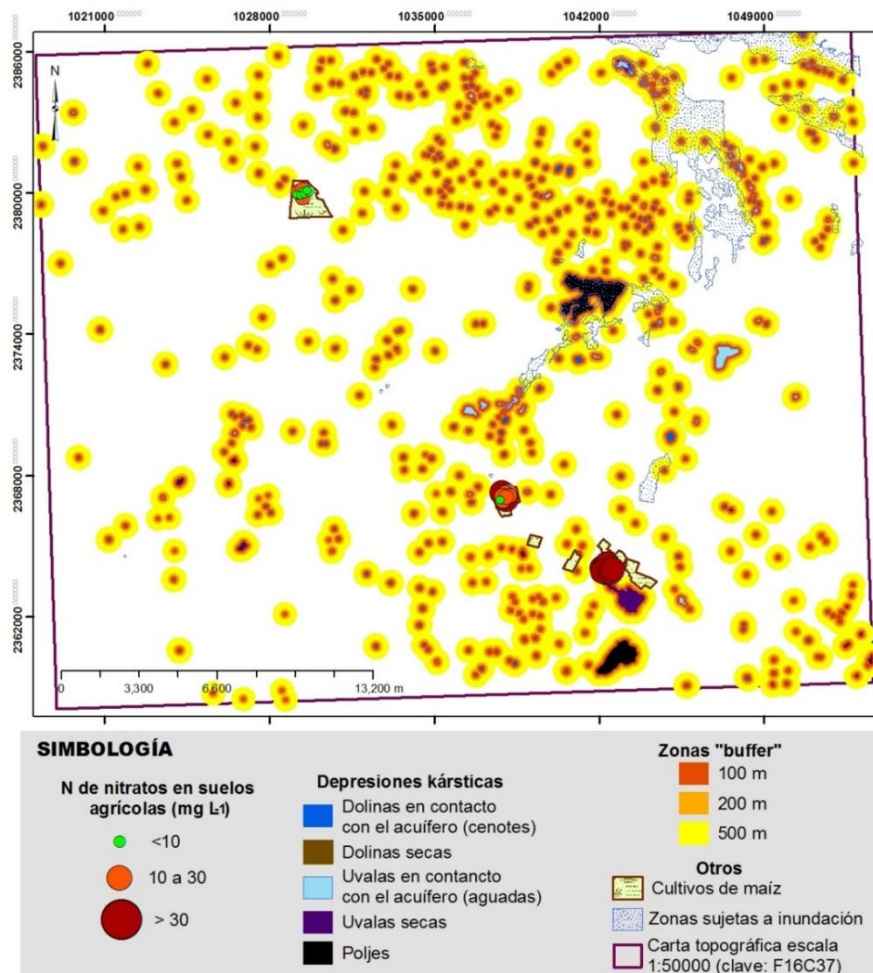 1021000 1028000 1035000 1042000 1049000
N
2386000
2380000
2374000
2368000
2362000
0 3,300 6,600 13,200 m
SIMBOLOGÍA
N de nitratos en suelos
agrícolas (mg L-1)
<10
10 a 30
> 30
Depresiones kársticas
Dolinas en contacto
con el acuífero (cenotes)
Dolinas secas
Uvalas en contancto
con el acuífero (aguadas)
Uvalas secas
Poljes
Zonas "buffer"
100 m
200 m
500 m
Otros
Cultivos de maíz
Zonas sujetas a inundación
Carta topográfica escala
1:50000 (clave: F16C37)